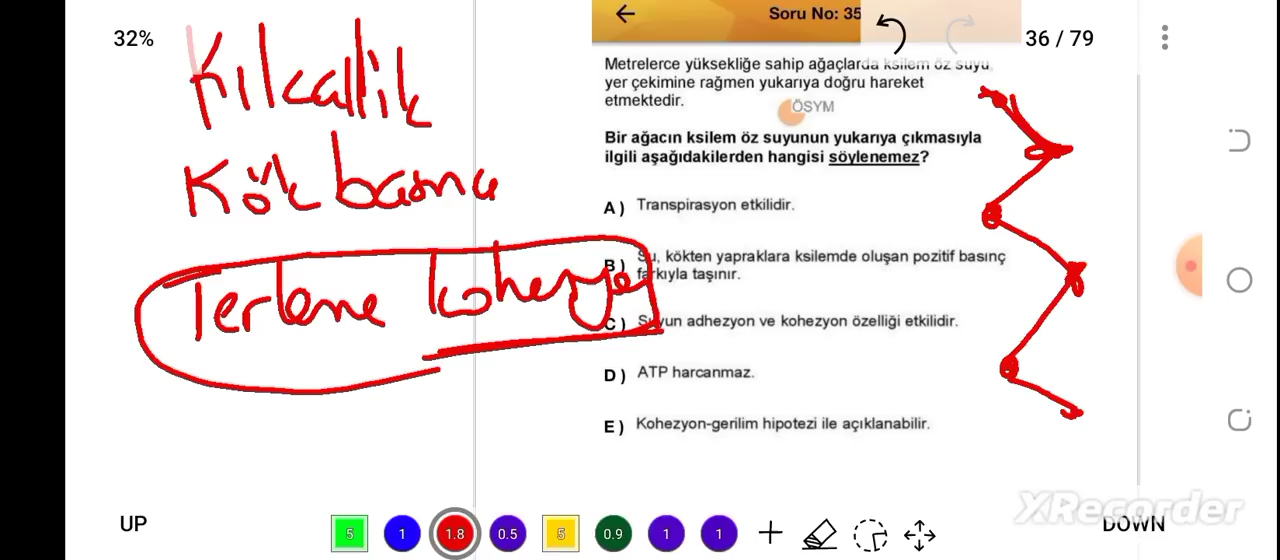 32%
Kılcallik
Kök basıncı
Terleme kohezyo
Soru No: 35
36 / 79
Metrelerce yüksekliğe sahip ağaçlarda ksilem öz suyu,
yer çekimine rağmen yukarıya doğru hareket
etmektedir.
ÖSYM
Bir ağacın ksilem öz suyunun yukarıya çıkmasıyla
ilgili aşağıdakilerden hangisi söylenemez?
A ) Transpirasyon etkilidir.
B ) Su, kökten yapraklara ksilemde oluşan pozitif basınç
farkıyla taşınır.
C ) Suyun adhezyon ve kohezyon özelliği etkilidir.
D ) ATP harcanmaz.
E ) Kohezyon-gerilim hipotezi ile açıklanabilir.
XRecorder
UP
5 1 1.8 0.5 5 0.9 1 1
DOWN